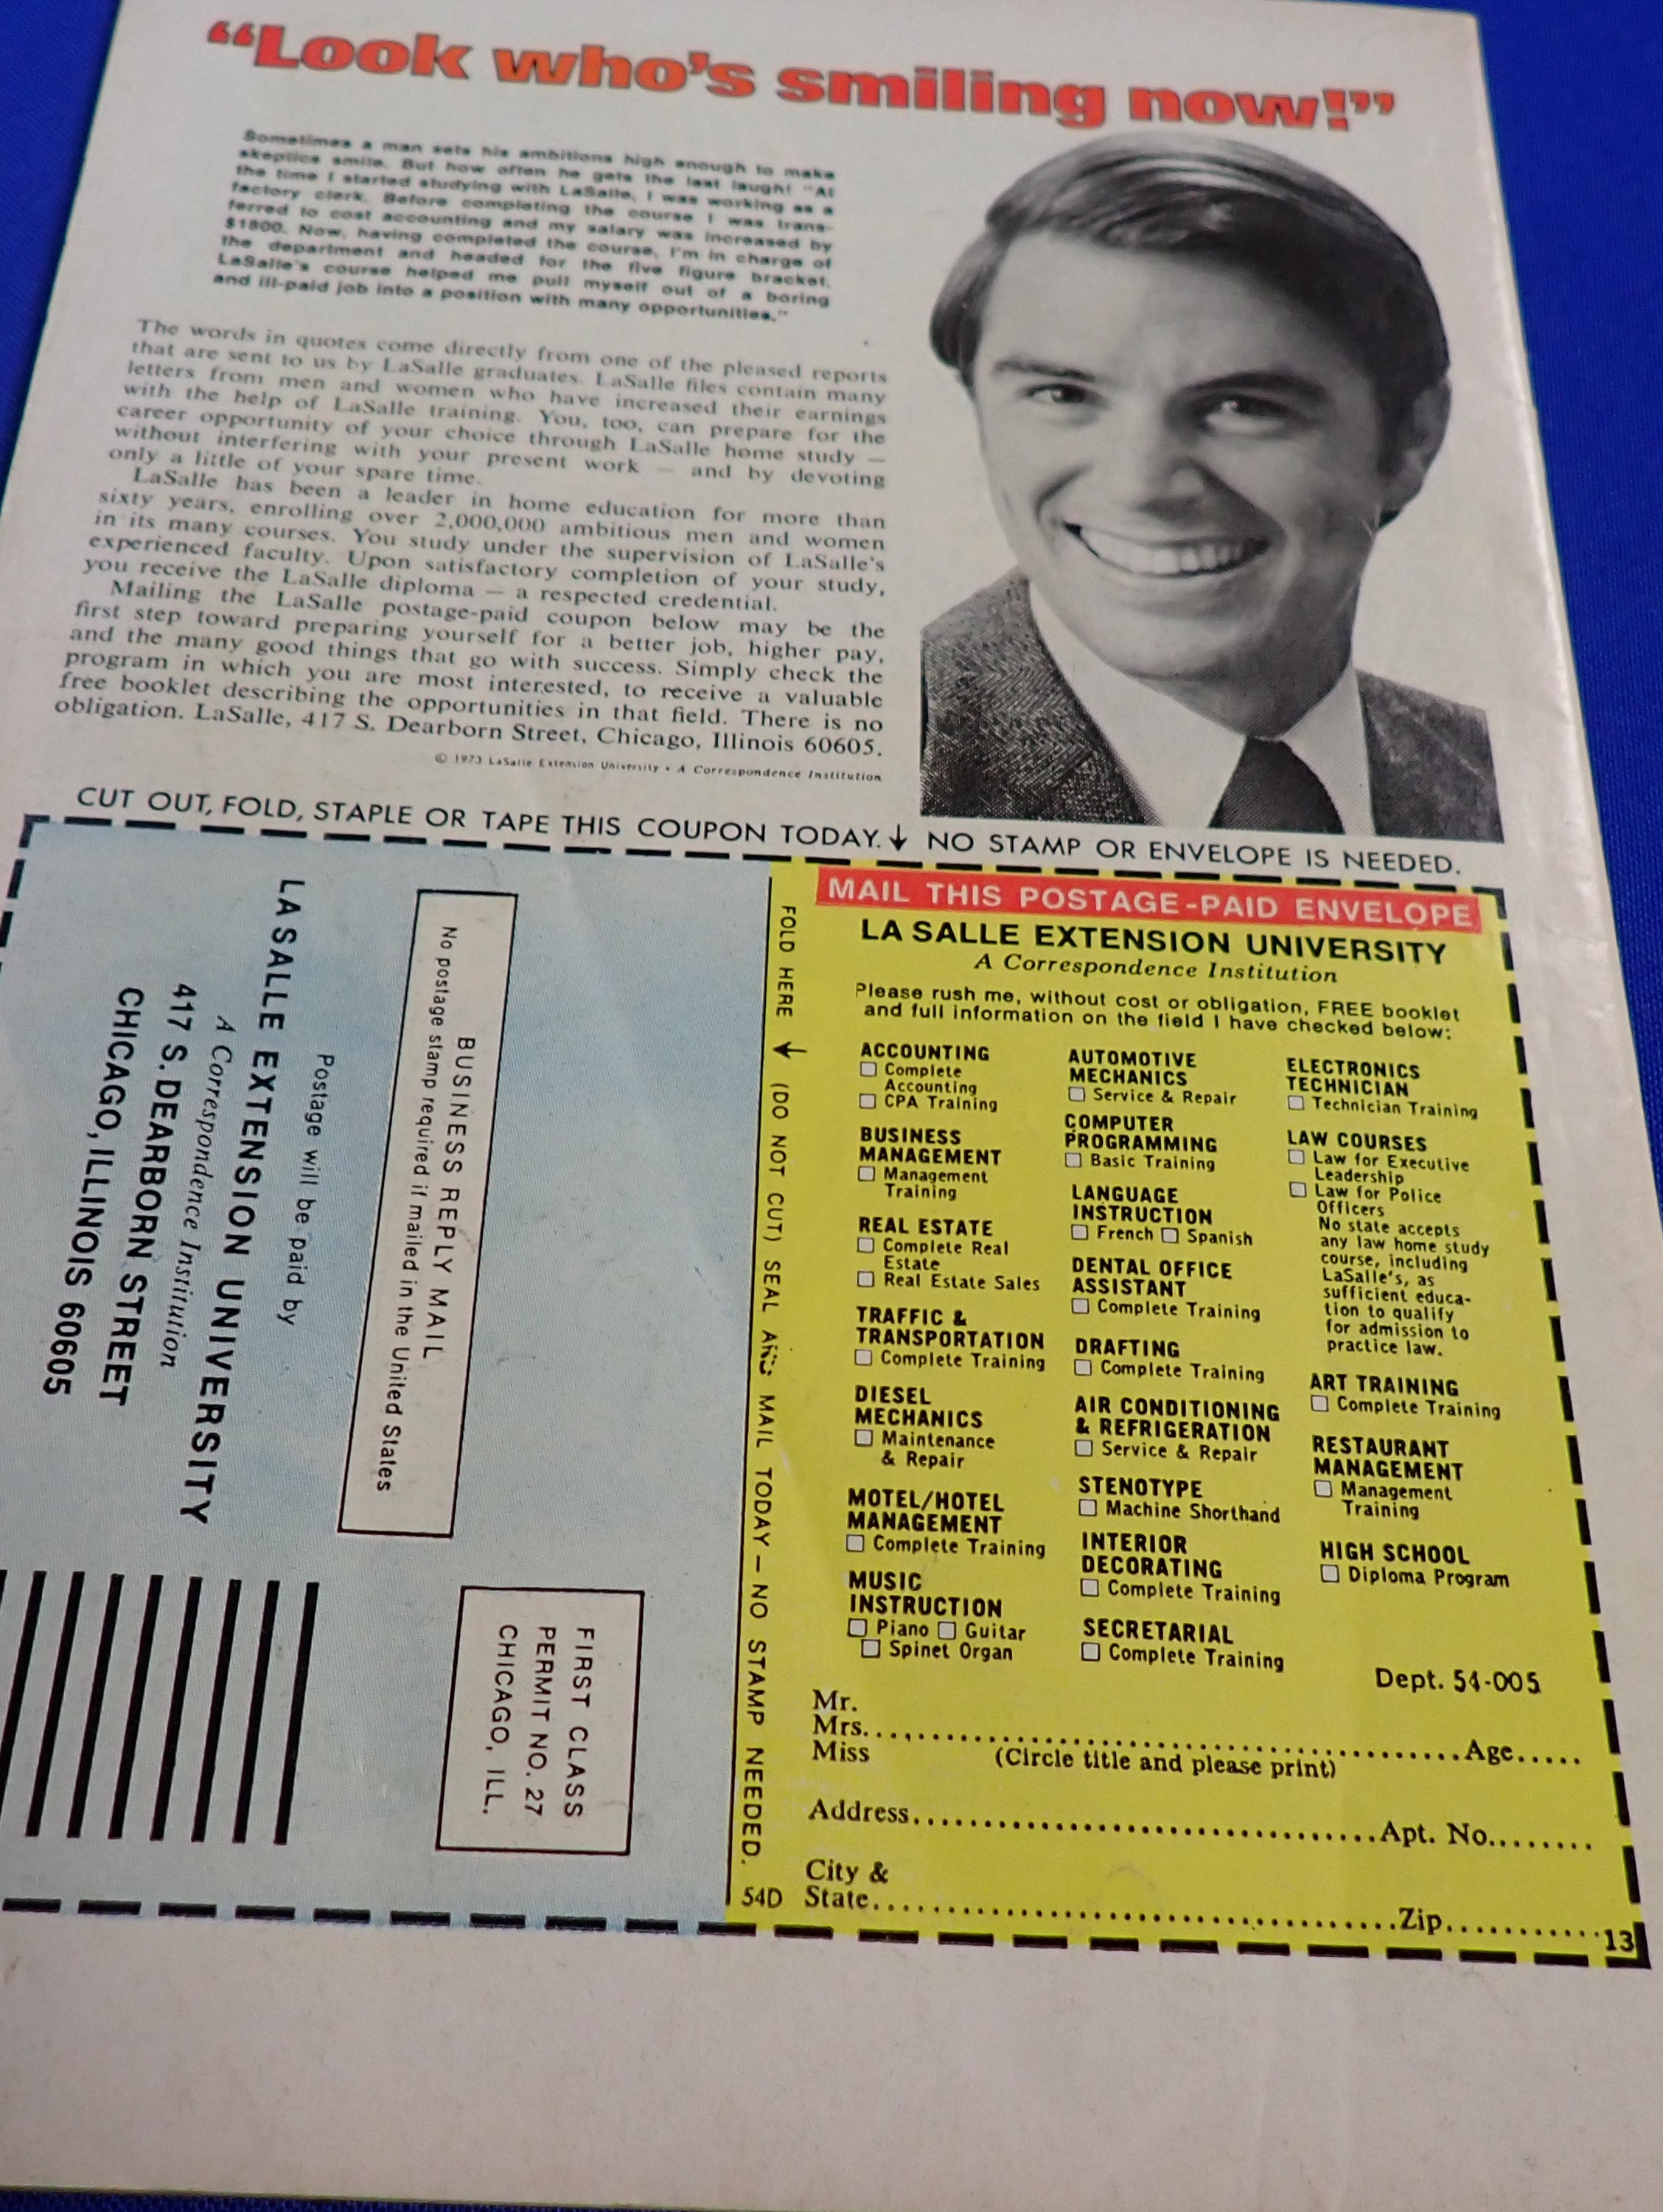 “Look who’s smiling now!”
Sometimes a man sets his ambitions high enough to make
skeptics smile. But how often he gets the last laugh! “At
the time I started studying with LaSalle, I was working as a
factory clerk. Before completing the course I was trans-
ferred to cost accounting and my salary was increased by
$1800. Now, having completed the course, I’m in charge of
the department and headed for the five figure bracket.
LaSalle’s course helped me pull myself out of a boring
and ill-paid job into a position with many opportunities.”
The words in quotes come directly from one of the pleased reports
that are sent to us by LaSalle graduates. LaSalle files contain many
letters from men and women who have increased their earnings
with the help of LaSalle training. You, too, can prepare for the
career opportunity of your choice through LaSalle home study —
without interfering with your present work — and by devoting
only a little of your spare time.
LaSalle has been a leader in home education for more than
sixty years, enrolling over 2,000,000 ambitious men and women
in its many courses. You study under the supervision of LaSalle’s
experienced faculty. Upon satisfactory completion of your study,
you receive the LaSalle diploma — a respected credential.
Mailing the LaSalle postage-paid coupon below may be the
first step toward preparing yourself for a better job, higher pay,
and the many good things that go with success. Simply check the
program in which you are most interested, to receive a valuable
free booklet describing the opportunities in that field. There is no
obligation. LaSalle, 417 S. Dearborn Street, Chicago, Illinois 60605.
© 1973 LaSalle Extension University • A Correspondence Institution
CUT OUT, FOLD, STAPLE OR TAPE THIS COUPON TODAY.↓ NO STAMP OR ENVELOPE IS NEEDED.
FIRST CLASS
PERMIT NO. 27
CHICAGO, ILL.
BUSINESS REPLY MAIL
No postage stamp required if mailed in the United States
Postage will be paid by
LA SALLE EXTENSION UNIVERSITY
A Correspondence Institution
417 S. DEARBORN STREET
CHICAGO, ILLINOIS 60605
FOLD HERE ↓ (DO NOT CUT) SEAL AND MAIL TODAY — NO STAMP NEEDED.
MAIL THIS POSTAGE-PAID ENVELOPE
LA SALLE EXTENSION UNIVERSITY
A Correspondence Institution
Please rush me, without cost or obligation, FREE booklet
and full information on the field I have checked below:
ACCOUNTING
☐ Complete
Accounting
☐ CPA Training
BUSINESS
MANAGEMENT
☐ Management
Training
REAL ESTATE
☐ Complete Real
Estate
☐ Real Estate Sales
TRAFFIC &
TRANSPORTATION
☐ Complete Training
DIESEL
MECHANICS
☐ Maintenance
& Repair
MOTEL/HOTEL
MANAGEMENT
☐ Complete Training
MUSIC
INSTRUCTION
☐ Piano ☐ Guitar
☐ Spinet Organ
AUTOMOTIVE
MECHANICS
☐ Service & Repair
COMPUTER
PROGRAMMING
☐ Basic Training
LANGUAGE
INSTRUCTION
☐ French ☐ Spanish
DENTAL OFFICE
ASSISTANT
☐ Complete Training
DRAFTING
☐ Complete Training
AIR CONDITIONING
& REFRIGERATION
☐ Service & Repair
STENOTYPE
☐ Machine Shorthand
INTERIOR
DECORATING
☐ Complete Training
SECRETARIAL
☐ Complete Training
ELECTRONICS
TECHNICIAN
☐ Technician Training
LAW COURSES
☐ Law for Executive
Leadership
☐ Law for Police
Officers
No state accepts
any law home study
course, including
LaSalle’s, as
sufficient educa-
tion to qualify
for admission to
practice law.
ART TRAINING
☐ Complete Training
RESTAURANT
MANAGEMENT
☐ Management
Training
HIGH SCHOOL
☐ Diploma Program
Dept. 54-005
Mr.
Mrs. Age
Miss (Circle title and please print)
Address Apt. No.
City &
54D State Zip 13